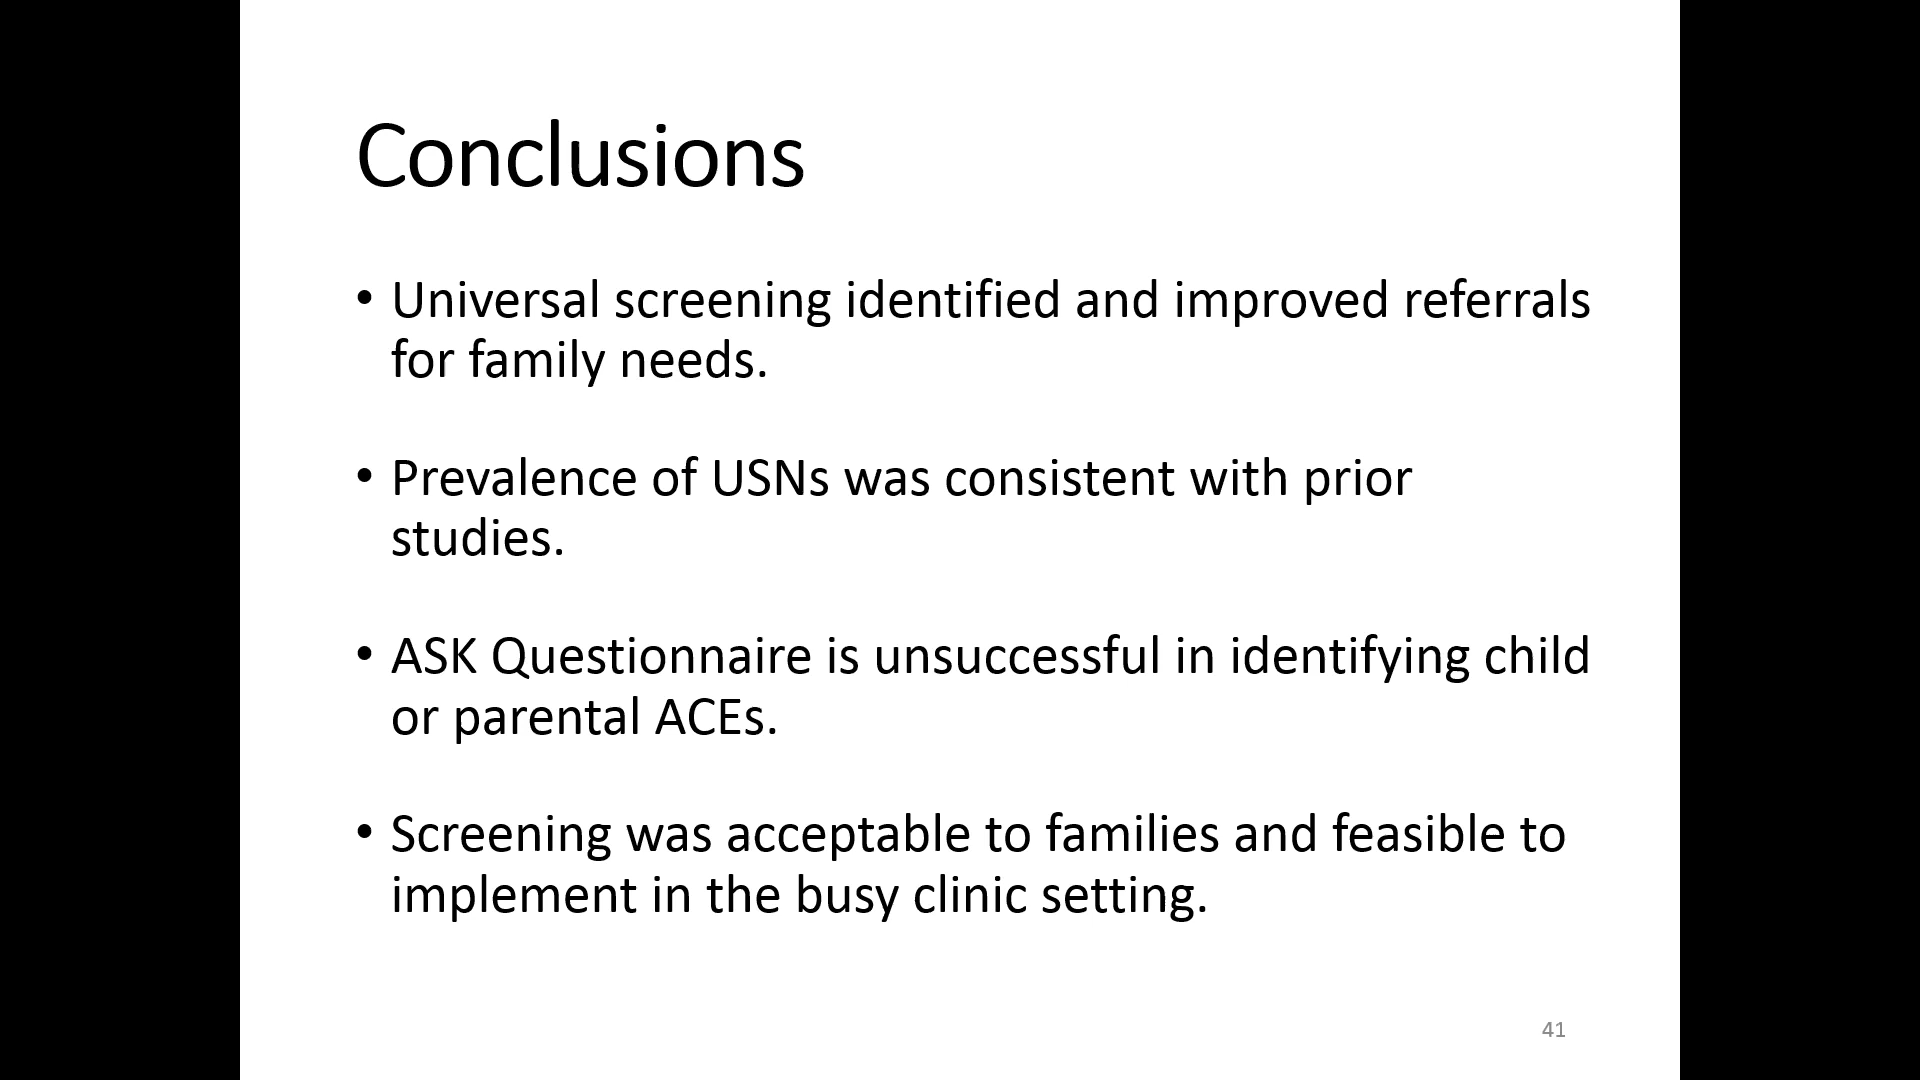 Conclusions
• Universal screening identified and improved referrals
for family needs.
• Prevalence of USNs was consistent with prior
studies.
• ASK Questionnaire is unsuccessful in identifying child
or parental ACEs.
• Screening was acceptable to families and feasible to
implement in the busy clinic setting.
41